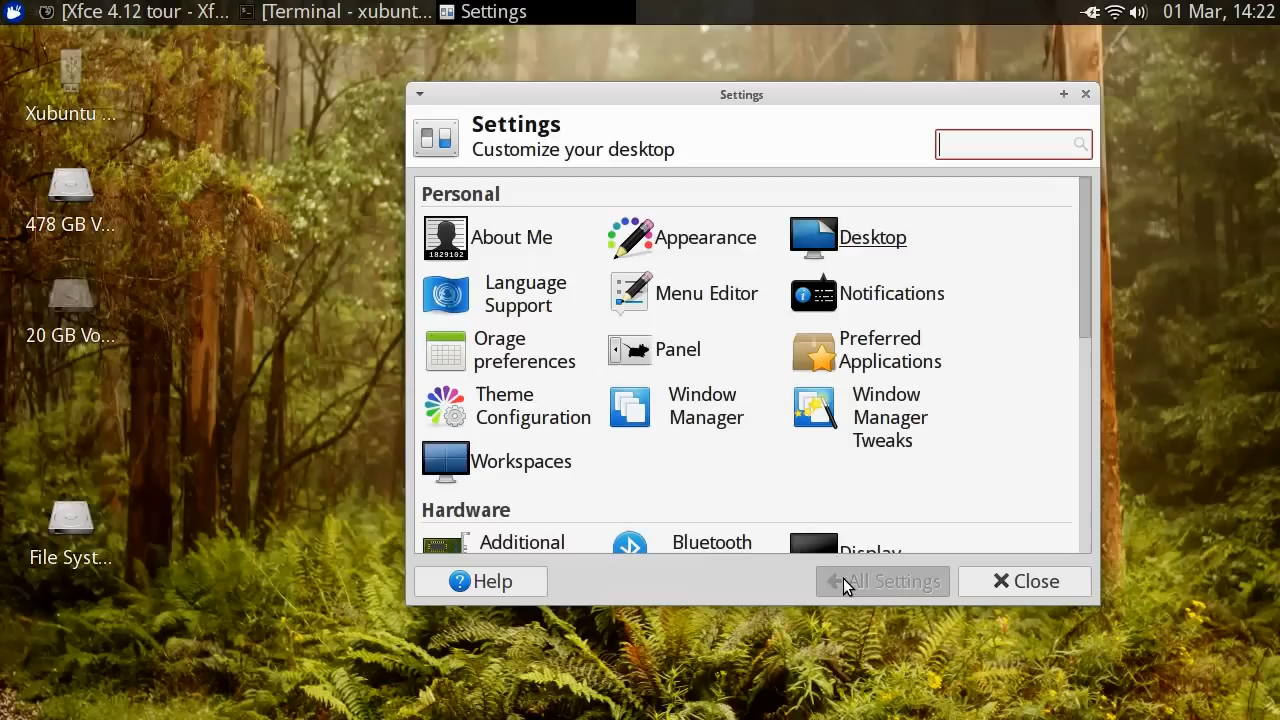 [Xfce 4.12 tour - Xf... [Terminal - xubunt... Settings 01 Mar, 14:22
Xubuntu ...
478 GB V...
20 GB Vo...
File Syst...
Settings
Settings
Customize your desktop
Personal
About Me Appearance Desktop
Language Support Menu Editor Notifications
Orage preferences Panel Preferred Applications
Theme Configuration Window Manager Window Manager Tweaks
Workspaces
Hardware
Additional Bluetooth Display
Help All Settings Close
1829102